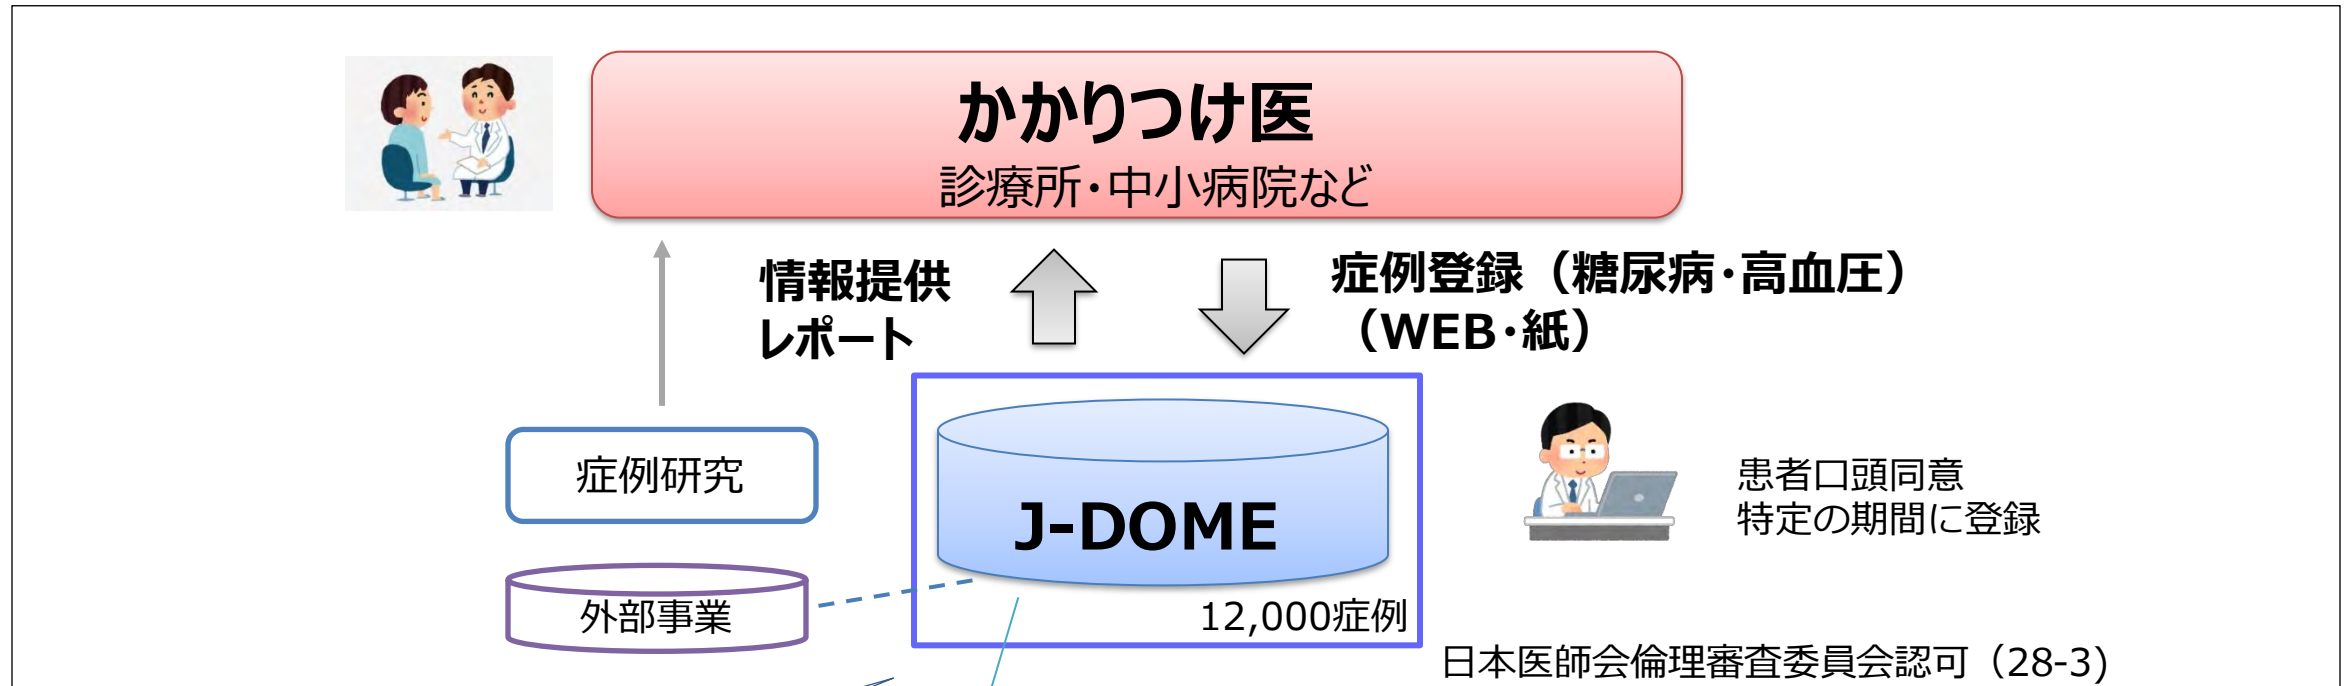 かかりつけ医
診療所・中小病院など
情報提供
レポート
症例登録（糖尿病・高血圧）
（WEB・紙）
症例研究
J-DOME
患者口頭同意
特定の期間に登録
外部事業
12,000症例
日本医師会倫理審査委員会認可（28-3)